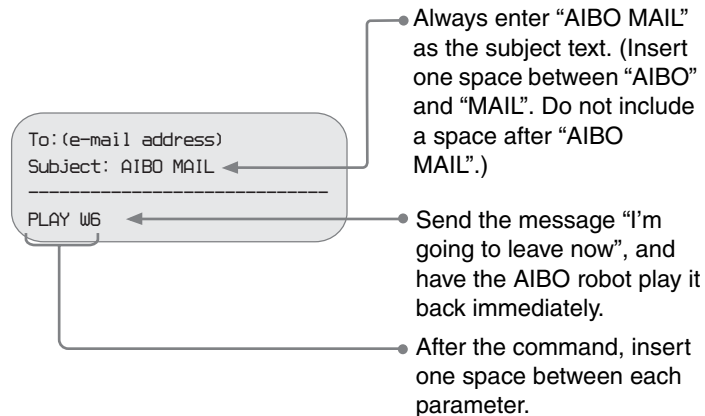 Always enter “AIBO MAIL”
as the subject text. (Insert
one space between “AIBO”
and “MAIL”. Do not include
a space after “AIBO
MAIL”.)
To:(e-mail address)
Subject: AIBO MAIL
------------------------------
PLAY W6
Send the message “I’m
going to leave now”, and
have the AIBO robot play it
back immediately.
After the command, insert
one space between each
parameter.